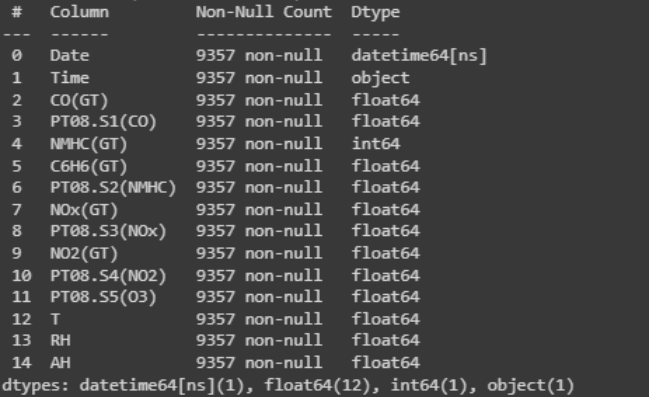 #   Column         Non-Null Count  Dtype
---  ------         --------------  -----
 0   Date           9357 non-null   datetime64[ns]
 1   Time           9357 non-null   object
 2   CO(GT)         9357 non-null   float64
 3   PT08.S1(CO)    9357 non-null   float64
 4   NMHC(GT)       9357 non-null   int64
 5   C6H6(GT)       9357 non-null   float64
 6   PT08.S2(NMHC)  9357 non-null   float64
 7   NOx(GT)        9357 non-null   float64
 8   PT08.S3(NOx)   9357 non-null   float64
 9   NO2(GT)        9357 non-null   float64
 10  PT08.S4(NO2)   9357 non-null   float64
 11  PT08.S5(O3)    9357 non-null   float64
 12  T              9357 non-null   float64
 13  RH             9357 non-null   float64
 14  AH             9357 non-null   float64
dtypes: datetime64[ns](1), float64(12), int64(1), object(1)